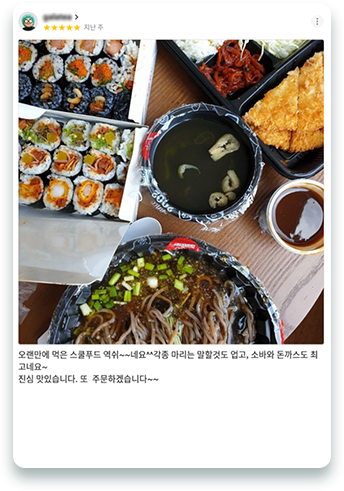 지난 주
오랜만에 먹은 스쿨푸드 역쉬~~네요^^각종 마리는 말할것도 업고, 소바와 돈까스도 최
고네요~
진심 맛있습니다. 또 주문하겠습니다~~